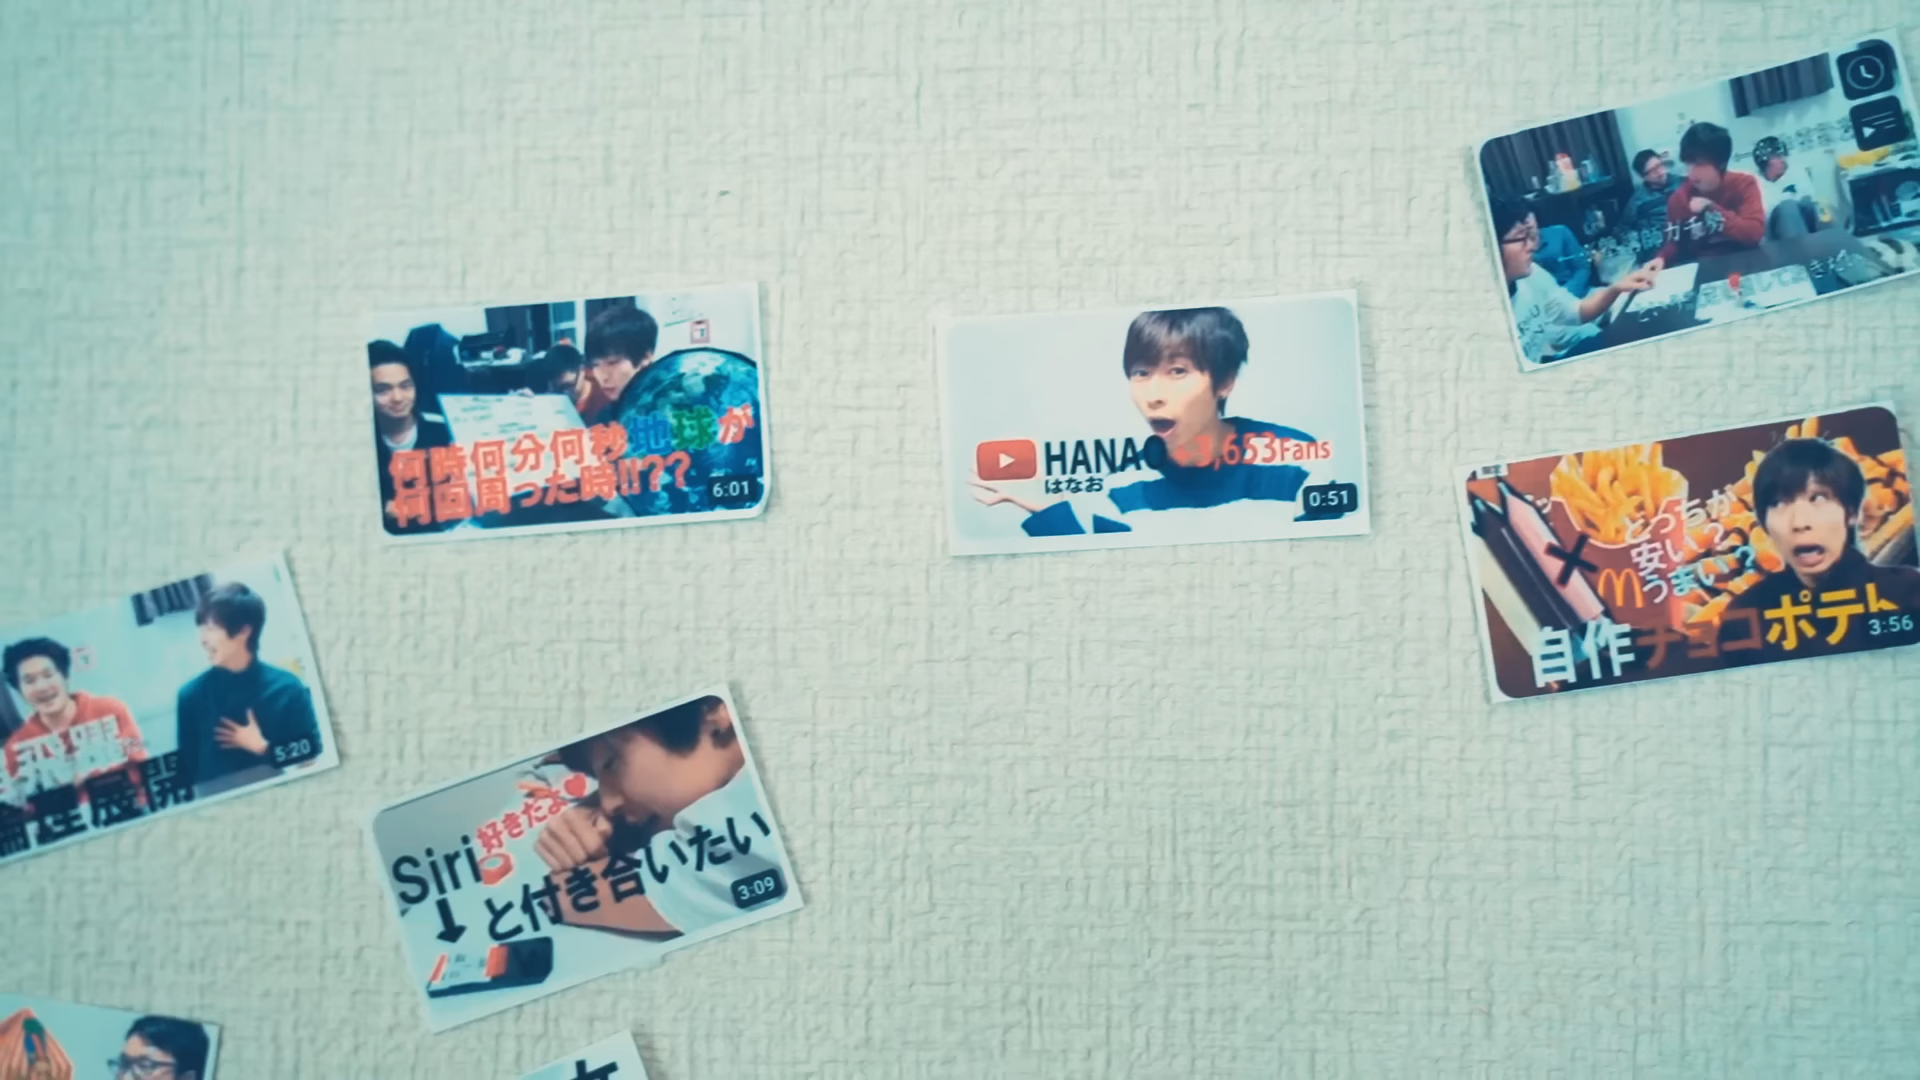 何時何分何秒地球が
何回周った時!!??
6:01
HANAO
3,653Fans
はなお
0:51
どっちが
安い?
うまい?
自作チョコポテト
3:56
5:20
論理展開
好きだよ♥
Siri
と付き合いたい
3:09